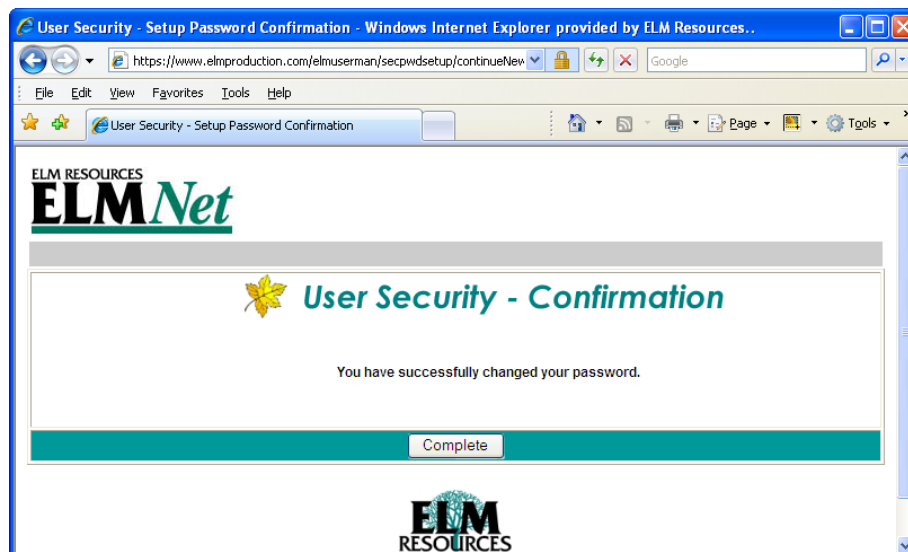 User Security - Setup Password Confirmation - Windows Internet Explorer provided by ELM Resources..
https://www.elmproduction.com/elmuserman/secpwdsetup/continueNew
Google
File Edit View Favorites Tools Help
User Security - Setup Password Confirmation
Page Tools
ELM RESOURCES
ELMNet
User Security - Confirmation
You have successfully changed your password.
Complete
ELM
RESOURCES